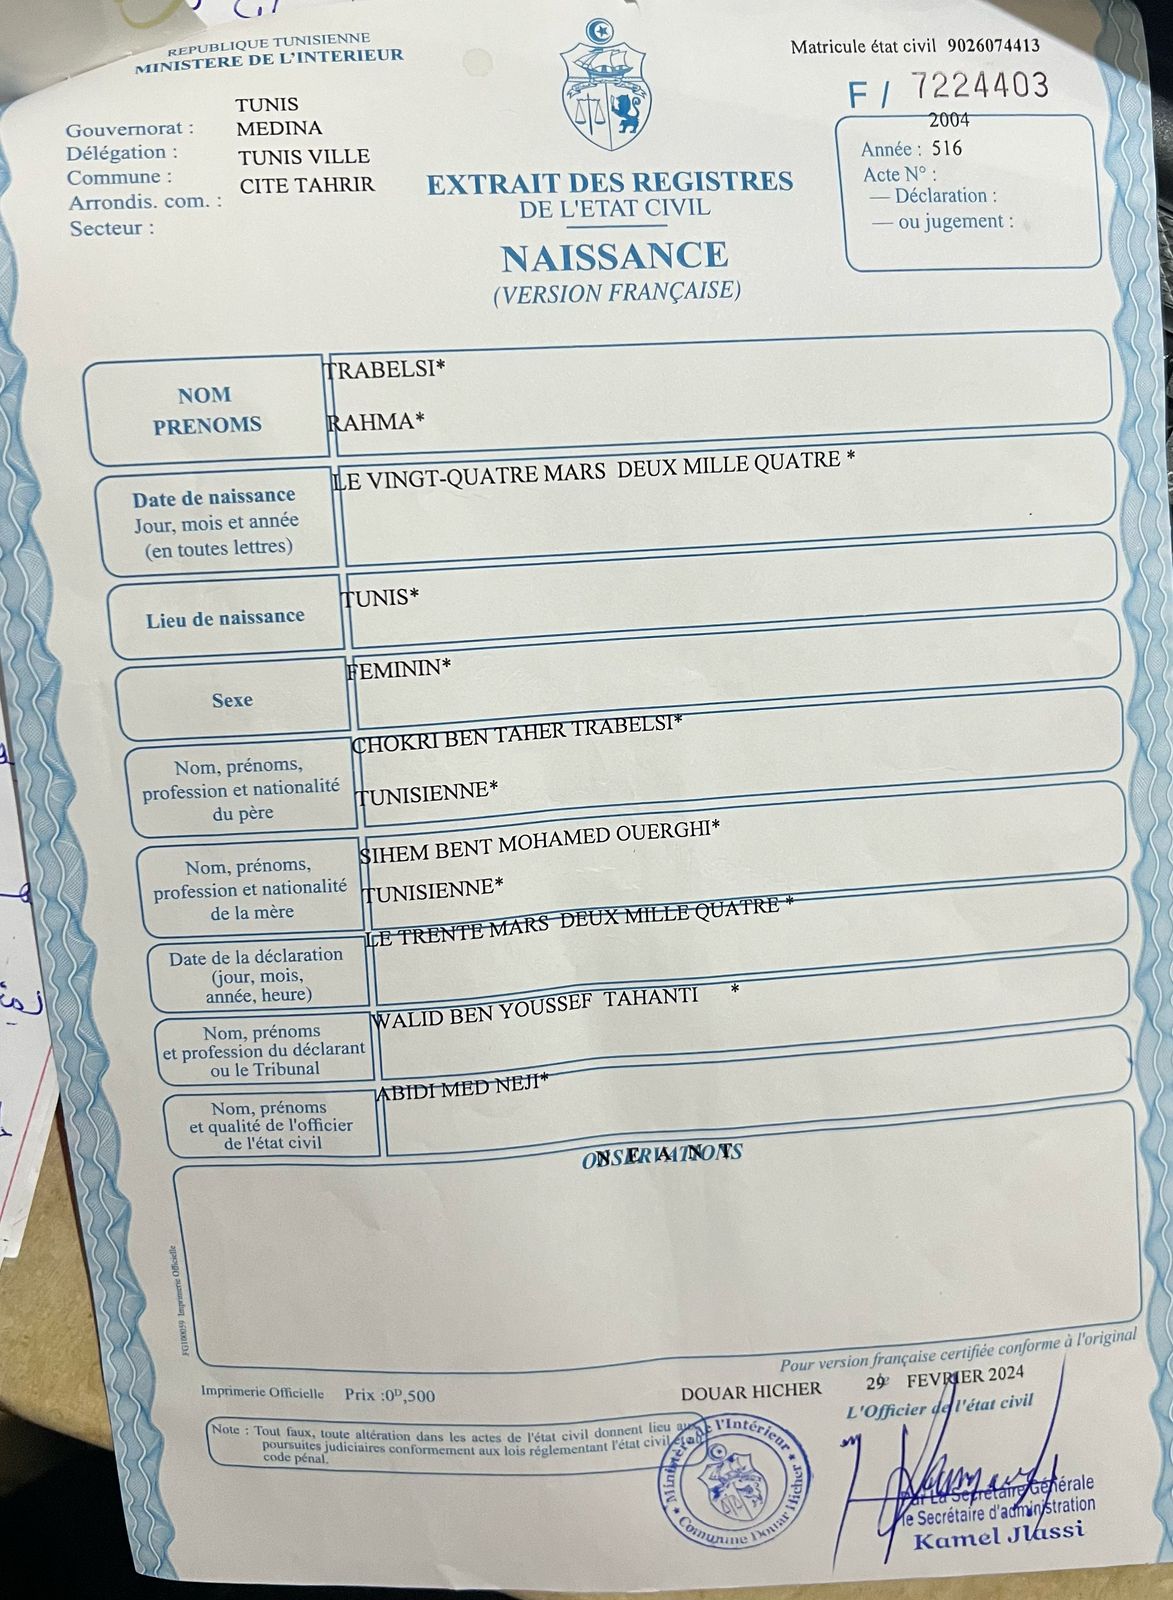 REPUBLIQUE TUNISIENNE
MINISTERE DE L'INTERIEUR
Matricule état civil 9026074413
F / 7224403
TUNIS
Gouvernorat : MEDINA
Délégation : TUNIS VILLE
Commune : CITE TAHRIR
Arrondis. com. :
Secteur :
2004
Année : 516
Acte N° :
— Déclaration :
— ou jugement :
EXTRAIT DES REGISTRES
DE L'ETAT CIVIL
NAISSANCE
(VERSION FRANÇAISE)
NOM TRABELSI*
PRENOMS RAHMA*
Date de naissance LE VINGT-QUATRE MARS DEUX MILLE QUATRE *
Jour, mois et année
(en toutes lettres)
Lieu de naissance TUNIS*
Sexe FEMININ*
Nom, prénoms, CHOKRI BEN TAHER TRABELSI*
profession et nationalité TUNISIENNE*
du père
Nom, prénoms, SIHEM BENT MOHAMED OUERGHI*
profession et nationalité TUNISIENNE*
de la mère
Date de la déclaration LE TRENTE MARS DEUX MILLE QUATRE *
(jour, mois,
année, heure)
Nom, prénoms WALID BEN YOUSSEF TAHANTI *
et profession du déclarant
ou le Tribunal
Nom, prénoms ABIDI MED NEJI*
et qualité de l'officier
de l'état civil
OBSERVATIONS
N E A N T
FG100059 Imprimerie Officielle
Pour version française certifiée conforme à l'original
Imprimerie Officielle Prix :0ᴰ,500
DOUAR HICHER 29 FEVRIER 2024
L'Officier de l'état civil
Note : Tout faux, toute altération dans les actes de l'état civil donnent lieu aux
poursuites judiciaires conformement aux lois réglementant l'état civil et au
code pénal.
Ministère de l'Intérieur
Commune Douar Hicher
La Secrétaire Générale
le Secrétaire d'administration
Kamel Jlassi